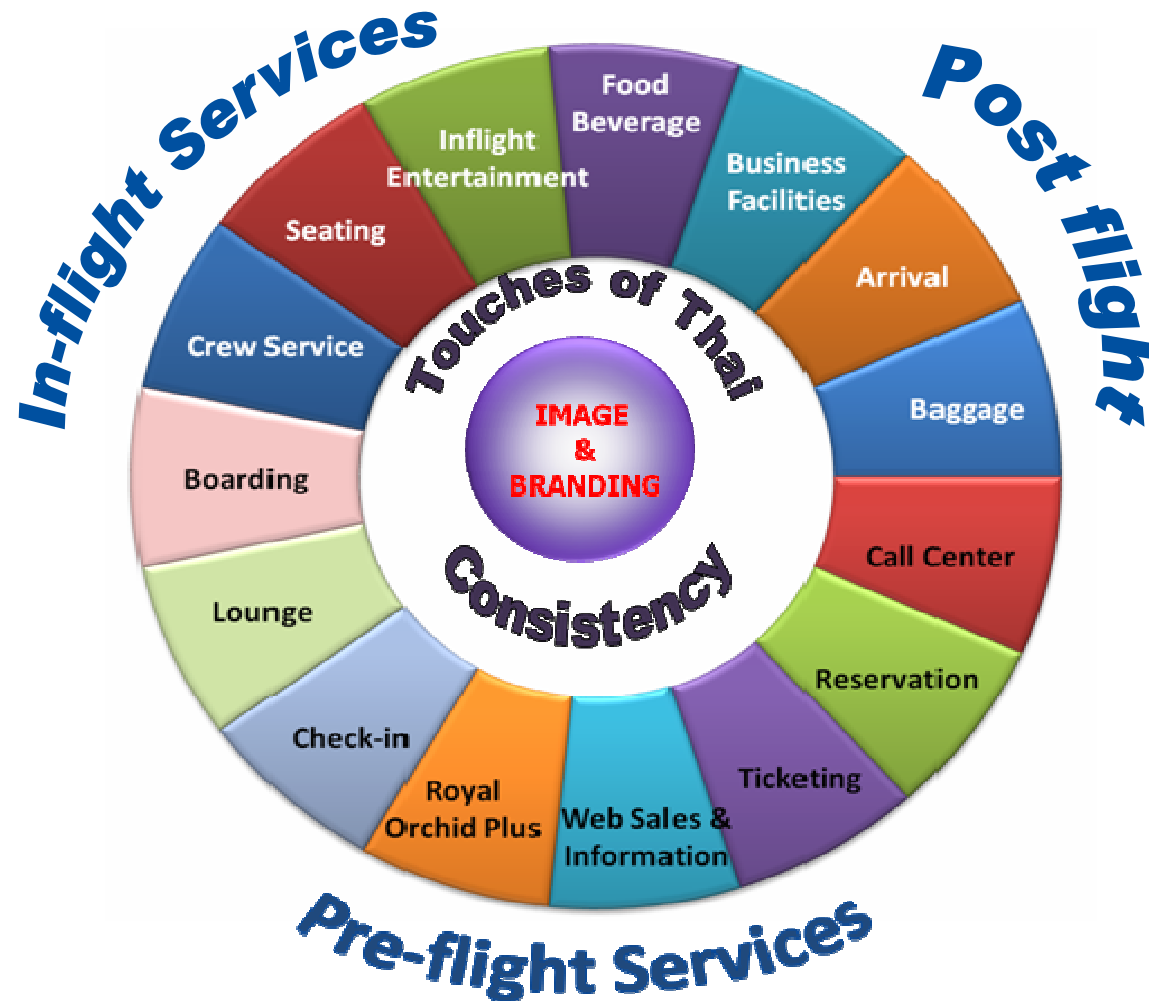 In-flight Services
Post flight
Food
Beverage
Inflight
Entertainment
Business
Facilities
Seating
Arrival
Crew Service
Baggage
Boarding
Call Center
Lounge
Reservation
Check-in
Ticketing
Royal
Orchid Plus
Web Sales &
Information
Touches of Thai
IMAGE
&
BRANDING
Consistency
Pre-flight Services